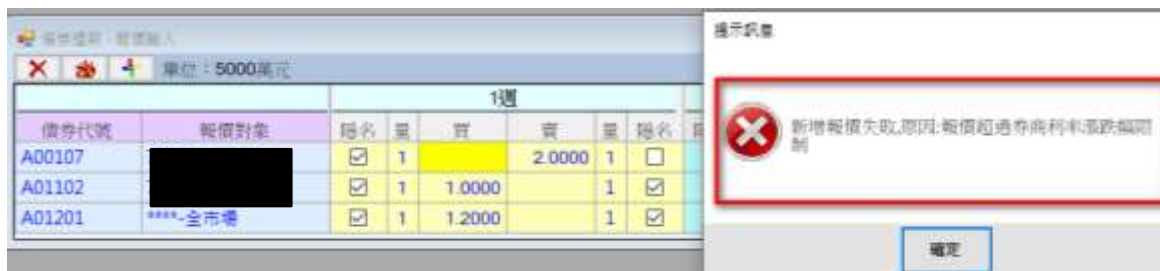 提示訊息
單位：5000萬元
1週
債券代號 報價對象 隱名 量 買 賣 量 隱名
A00107 2.0000 1
1
A01102 1 1.0000 1
A01201 ****-全市場 1 1.2000 1
新增報價失敗,原因:報價超過券商利率漲跌幅限
制
確定